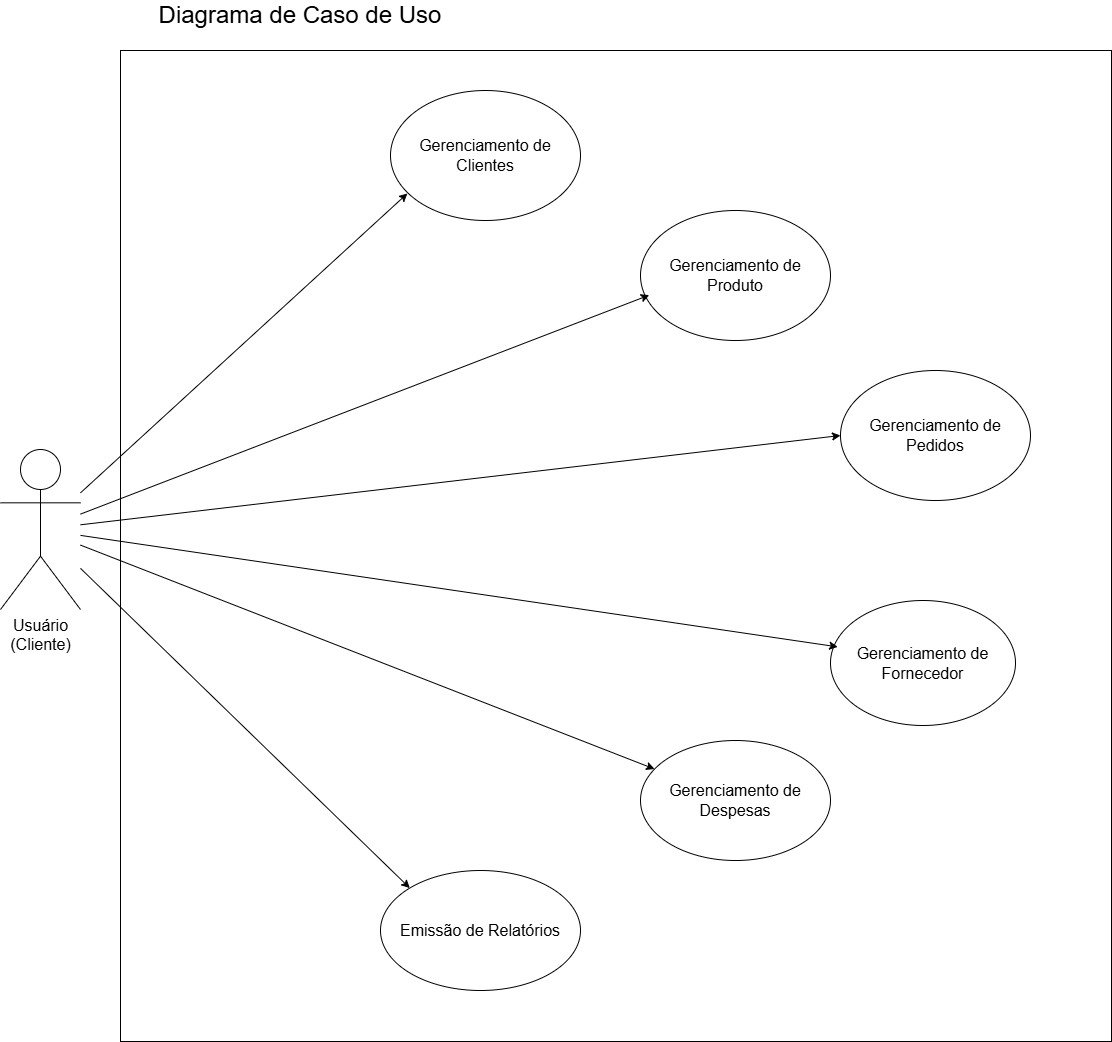 Diagrama de Caso de Uso
Gerenciamento de
Clientes
Gerenciamento de
Produto
Gerenciamento de
Pedidos
Usuário
(Cliente)
Gerenciamento de
Fornecedor
Gerenciamento de
Despesas
Emissão de Relatórios